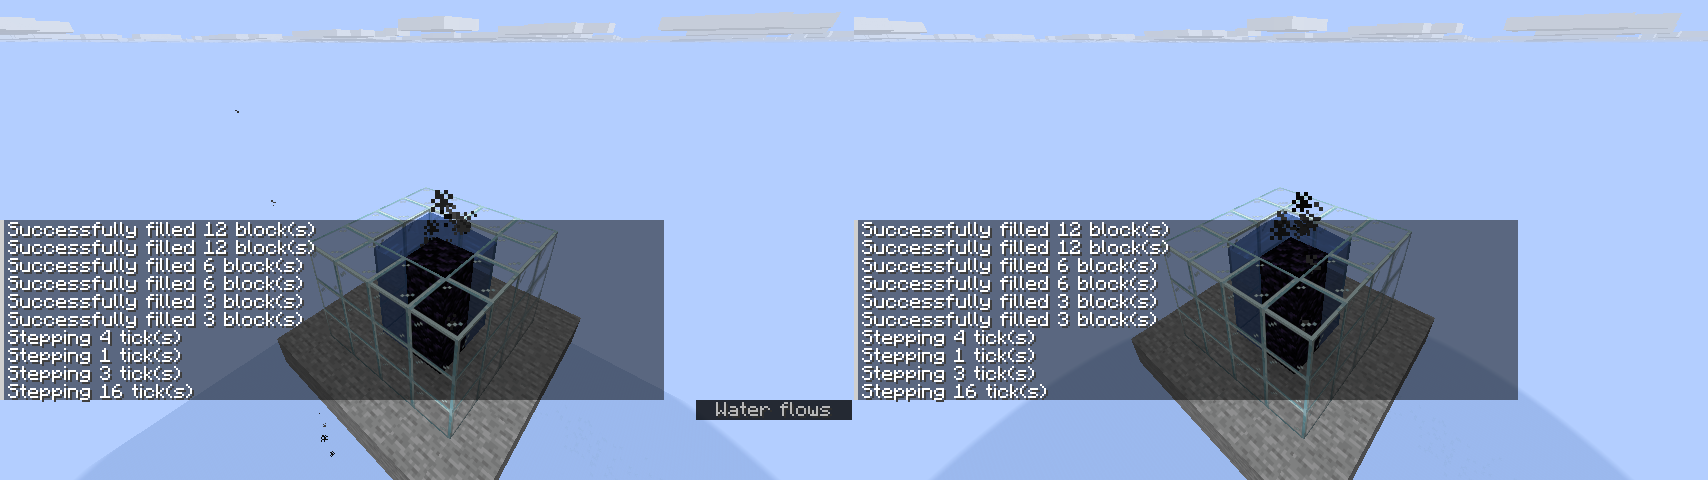 Successfully filled 12 block(s)
Successfully filled 12 block(s)
Successfully filled 6 block(s)
Successfully filled 6 block(s)
Successfully filled 3 block(s)
Successfully filled 3 block(s)
Stepping 4 tick(s)
Stepping 1 tick(s)
Stepping 3 tick(s)
Stepping 16 tick(s)
Water flows
Successfully filled 12 block(s)
Successfully filled 12 block(s)
Successfully filled 6 block(s)
Successfully filled 6 block(s)
Successfully filled 3 block(s)
Successfully filled 3 block(s)
Stepping 4 tick(s)
Stepping 1 tick(s)
Stepping 3 tick(s)
Stepping 16 tick(s)